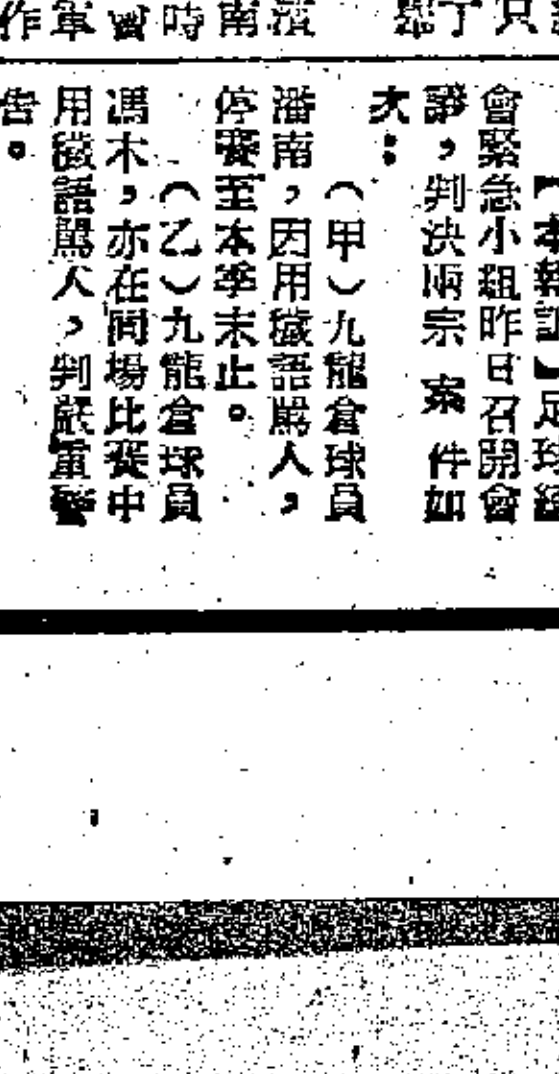 【本報訊】足球總
會緊急小組昨日召開會
議，判決兩宗案件如
次：
（甲）九龍倉球員
潘南，因用穢語罵人，
停賽至本季末止。
（乙）九龍倉球員
馮木，亦在同場比賽中
用穢語罵人，判嚴重警
告。